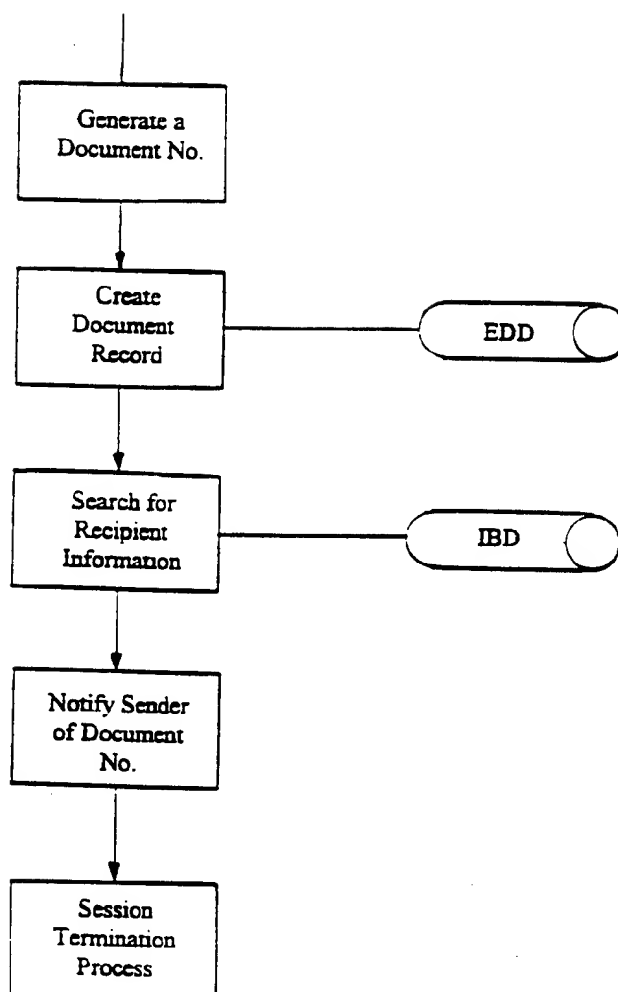 Generate a
Document No.
Create
Document
Record
EDD
Search for
Recipient
Information
IBD
Notify Sender
of Document
No.
Session
Termination
Process